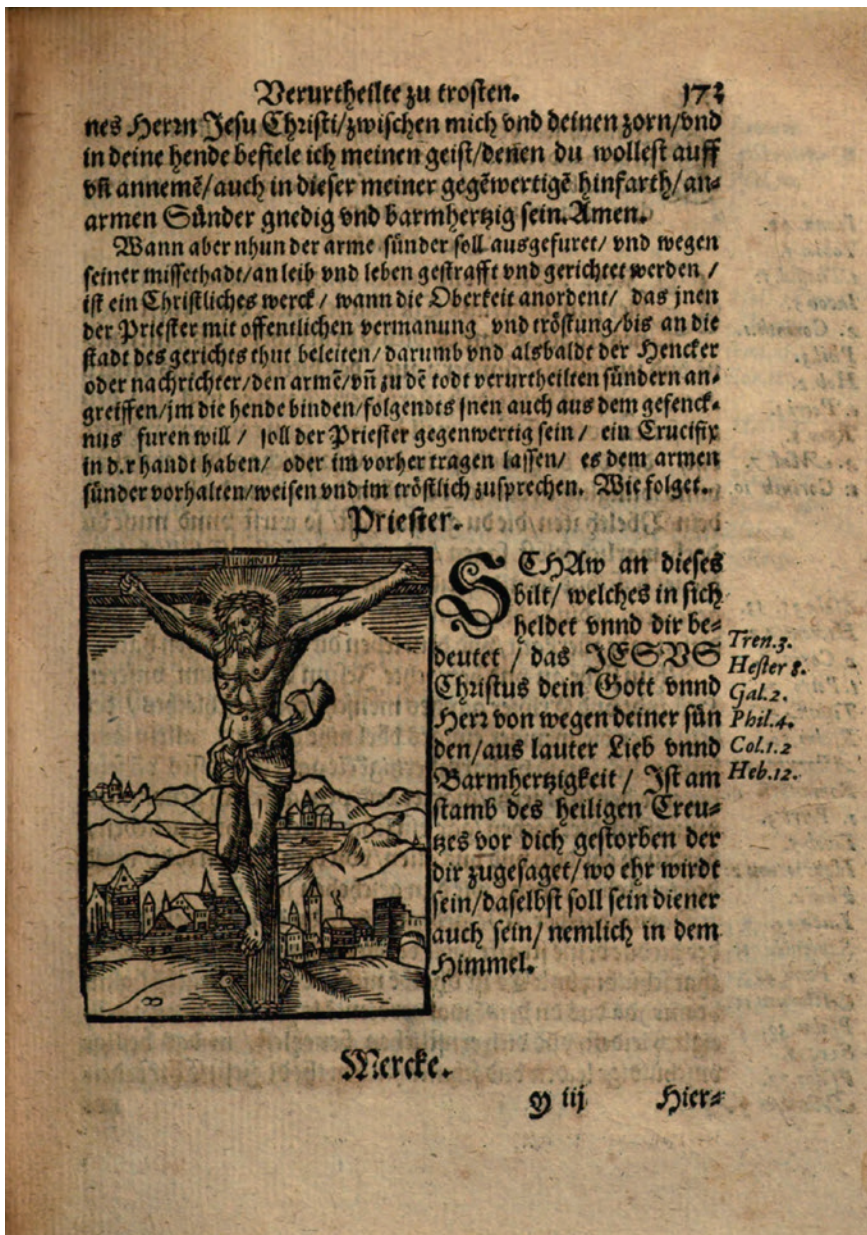 Verurtheilte zu trosten. 173
nes Herrn Jesu Christi/zwischen mich vnd deinen zorn/vnd
in deine hende befiele ich meinen geist/denen du wollest auff
vñ annemẽ/auch in dieser meiner gegẽwertigẽ hinfarth/an-
armen Sünder gnedig vnd barmhertzig sein. Amen.
Wann aber nhun der arme sünder soll ausgefuret/ vnd wegen
seiner missethadt/an leib vnd leben gestrafft vnd gerichtet werden /
ist ein Christliches werck / wann die Oberkeit anordent/ das jnen
der Priester mit offentlichen vermanung vnd tröstung/bis an die
stadt des gerichts thut beleiten/darumb vnd alsbaldt der Hencker
oder nachrichter/den armẽ/vñ zu dẽ todt verurtheilten sündern an-
greiffen/jm die hende binden/folgendts jnen auch aus dem gefenck-
nus furen will / soll der Priester gegenwertig sein / ein Crucifix
in d.r handt haben/ oder im vorher tragen lassen/ es dem armen
sünder vorhalten/weisen vnd im tröstlich zusprechen. Wie folget.
Priester.
SCHAw an dieses
bilt/ welches in sich
heldet vnnd dir be-
deutet / das JESVS
Christus dein Gott vnnd
Herr von wegen deiner sün
den/aus lauter Lieb vnnd
Barmhertzigkeit / Ist am
stamb des heiligen Creu-
tzes vor dich gestorben der
dir zugesaget/wo ehr wirdt
sein/daselbst soll sein diener
auch sein/ nemlich in dem
Himmel.
Tren.3.
Hester 8.
Gal.2.
Phil.4.
Col.1.2
Heb.12.
Mercke.
Y iij Hier-